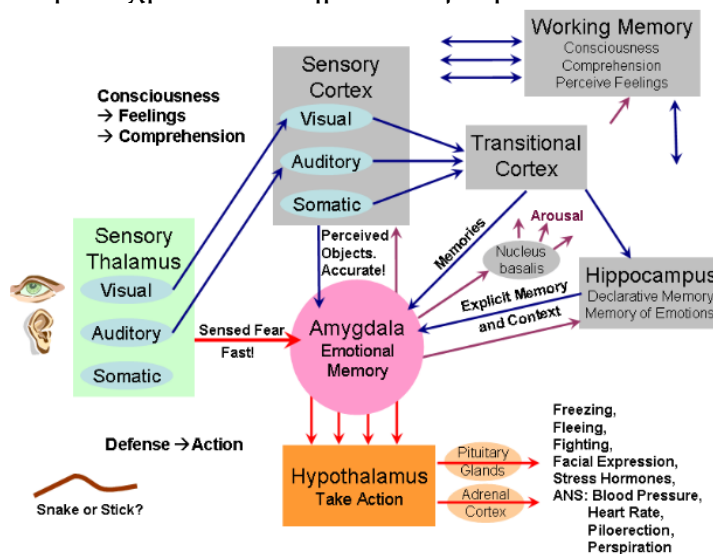 Working Memory
Consciousness
Comprehension
Perceive Feelings
Sensory
Cortex
Visual
Auditory
Somatic
Consciousness
→ Feelings
→ Comprehension
Transitional
Cortex
Sensory
Thalamus
Visual
Auditory
Somatic
Perceived
Objects.
Accurate!
Memories
Arousal
Nucleus
basalis
Hippocampus
Declarative Memory
Memory of Emotions
Explicit Memory
and Context
Sensed Fear
Fast!
Amygdala
Emotional
Memory
Defense → Action
Hypothalamus
Take Action
Pituitary
Glands
Adrenal
Cortex
Freezing,
Fleeing,
Fighting,
Facial Expression,
Stress Hormones,
ANS: Blood Pressure,
Heart Rate,
Piloerection,
Perspiration
Snake or Stick?